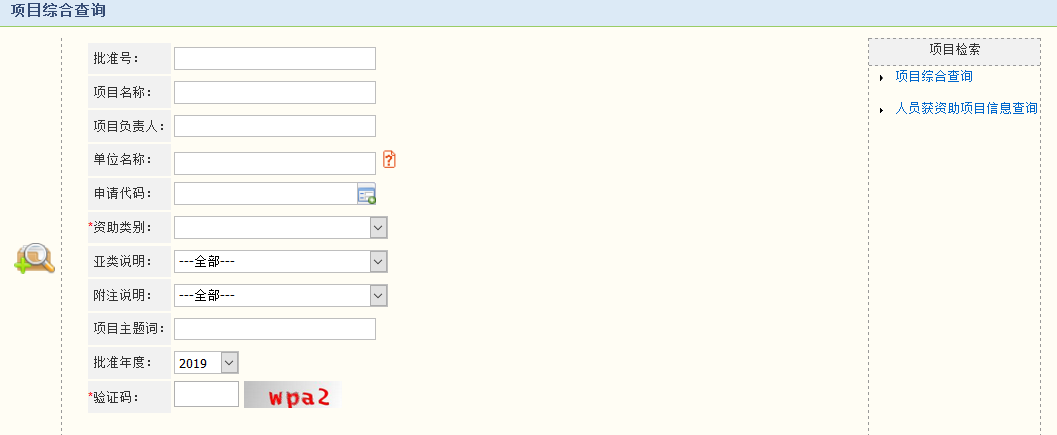 项目综合查询
批准号：
项目名称：
项目负责人：
单位名称：
申请代码：
*资助类别：
亚类说明： ---全部---
附注说明： ---全部---
项目主题词：
批准年度： 2019
*验证码： wpa2
项目检索
项目综合查询
人员获资助项目信息查询